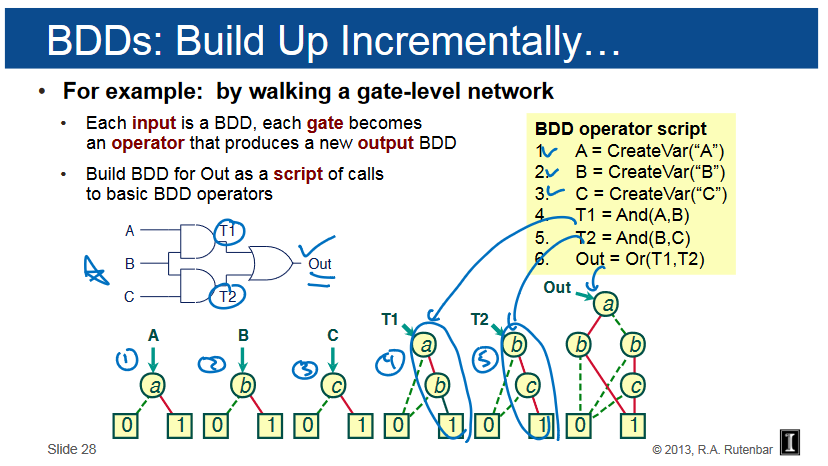 BDDs: Build Up Incrementally…
• For example: by walking a gate-level network
• Each input is a BDD, each gate becomes
an operator that produces a new output BDD
• Build BDD for Out as a script of calls
to basic BDD operators
BDD operator script
1. A = CreateVar("A")
2. B = CreateVar("B")
3. C = CreateVar("C")
4. T1 = And(A,B)
5. T2 = And(B,C)
6. Out = Or(T1,T2)
A
B
C
T1
T2
Out
1 A
a
0 1
2 B
b
0 1
3 C
c
0 1
4 T1
a
b
0 1
5 T2
b
c
0 1
Out
a
b b
c
0 1
Slide 28
© 2013, R.A. Rutenbar
I